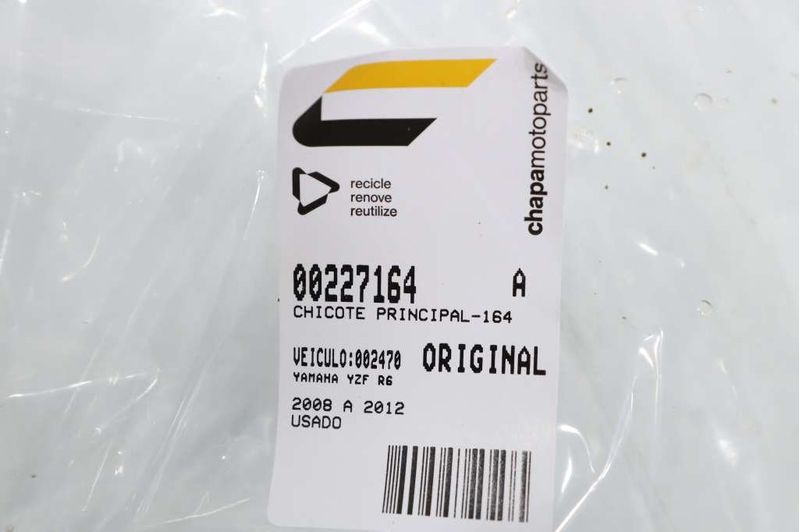 chapamotoparts
recicle
renove
reutilize
00227164 A
CHICOTE PRINCIPAL-164
VEICULO:002470 ORIGINAL
YAMAHA YZF R6
2008 A 2012
USADO